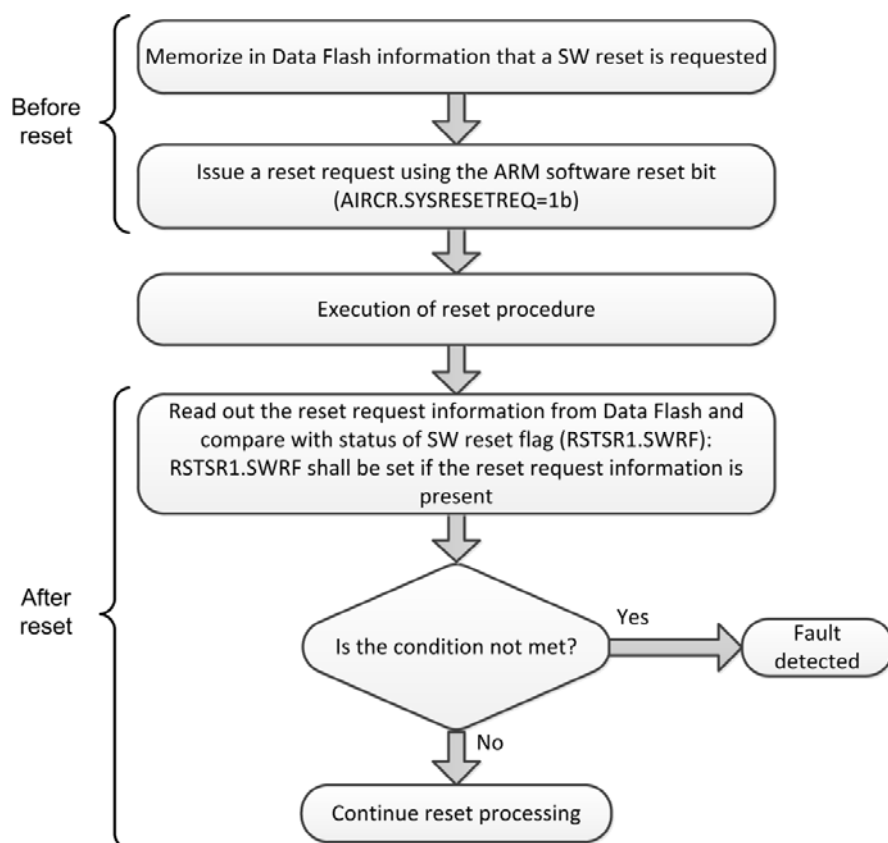 Memorize in Data Flash information that a SW reset is requested
Before
reset
Issue a reset request using the ARM software reset bit
(AIRCR.SYSRESETREQ=1b)
Execution of reset procedure
Read out the reset request information from Data Flash and
compare with status of SW reset flag (RSTSR1.SWRF):
RSTSR1.SWRF shall be set if the reset request information is
present
After
reset
Is the condition not met?
Yes
Fault
detected
No
Continue reset processing